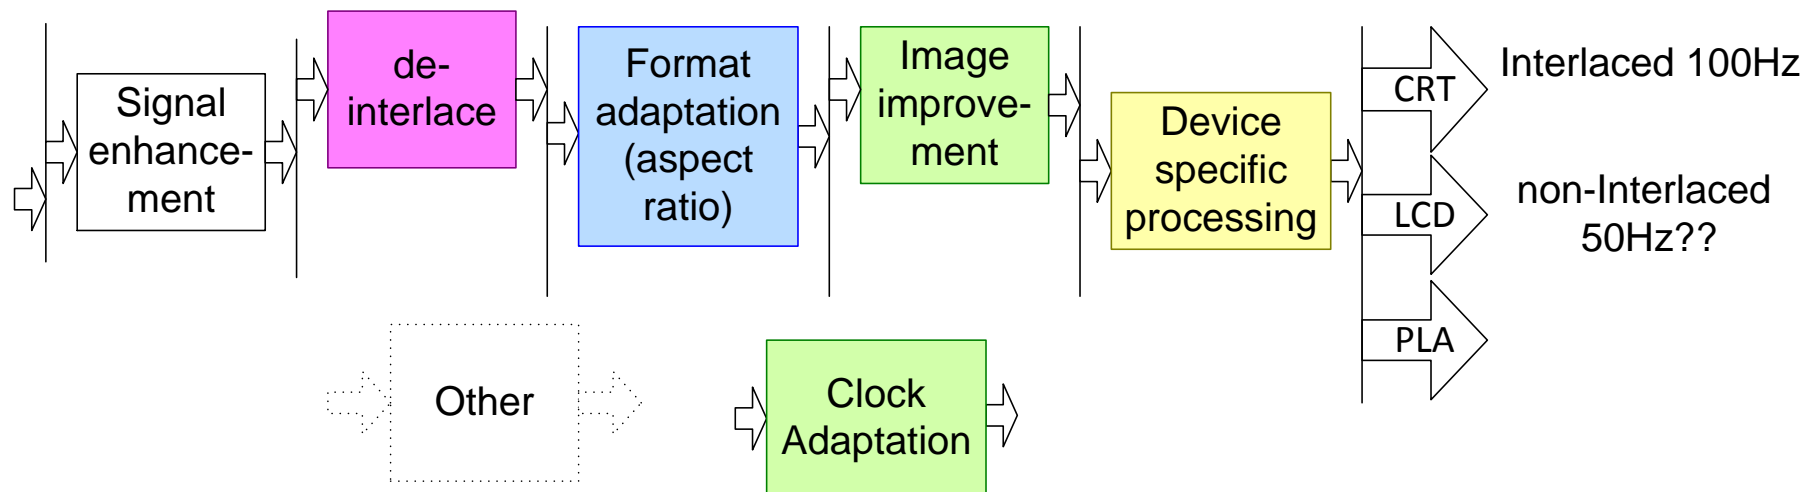 Signal
enhance-
ment
de-
interlace
Format
adaptation
(aspect
ratio)
Image
improve-
ment
Device
specific
processing
CRT
Interlaced 100Hz
LCD
non-Interlaced
50Hz??
PLA
Other
Clock
Adaptation